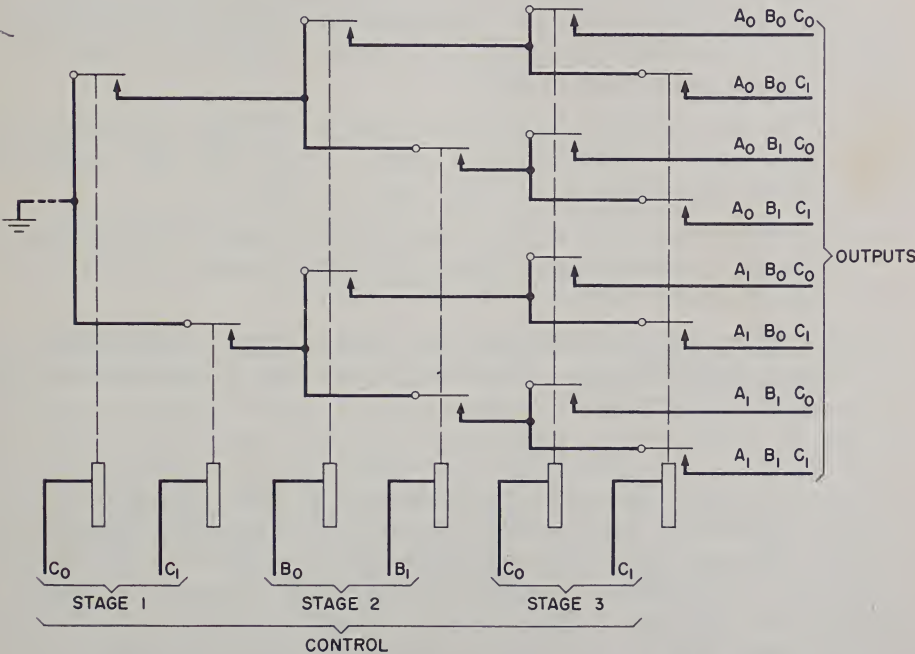 A₀ B₀ C₀
A₀ B₀ C₁
A₀ B₁ C₀
A₀ B₁ C₁
OUTPUTS
A₁ B₀ C₀
A₁ B₀ C₁
A₁ B₁ C₀
A₁ B₁ C₁
C₀ C₁ B₀ B₁ C₀ C₁
STAGE 1 STAGE 2 STAGE 3
CONTROL